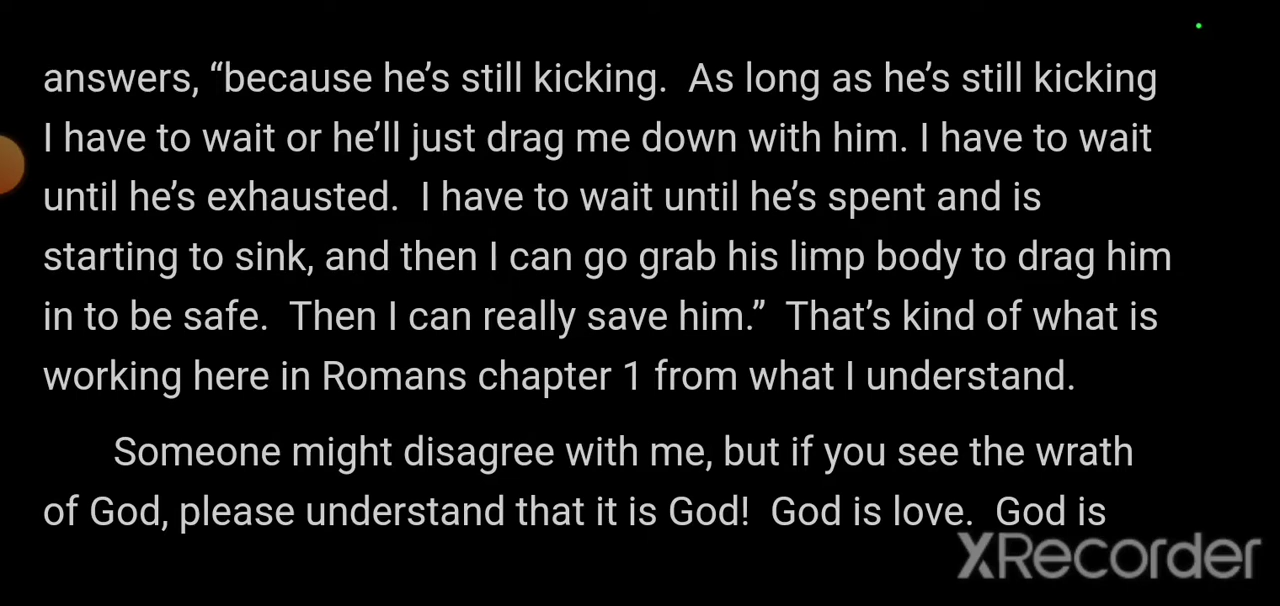 answers, “because he’s still kicking.  As long as he’s still kicking
I have to wait or he’ll just drag me down with him. I have to wait
until he’s exhausted.  I have to wait until he’s spent and is
starting to sink, and then I can go grab his limp body to drag him
in to be safe.  Then I can really save him.”  That’s kind of what is
working here in Romans chapter 1 from what I understand.
Someone might disagree with me, but if you see the wrath
of God, please understand that it is God!  God is love.  God is
XRecorder